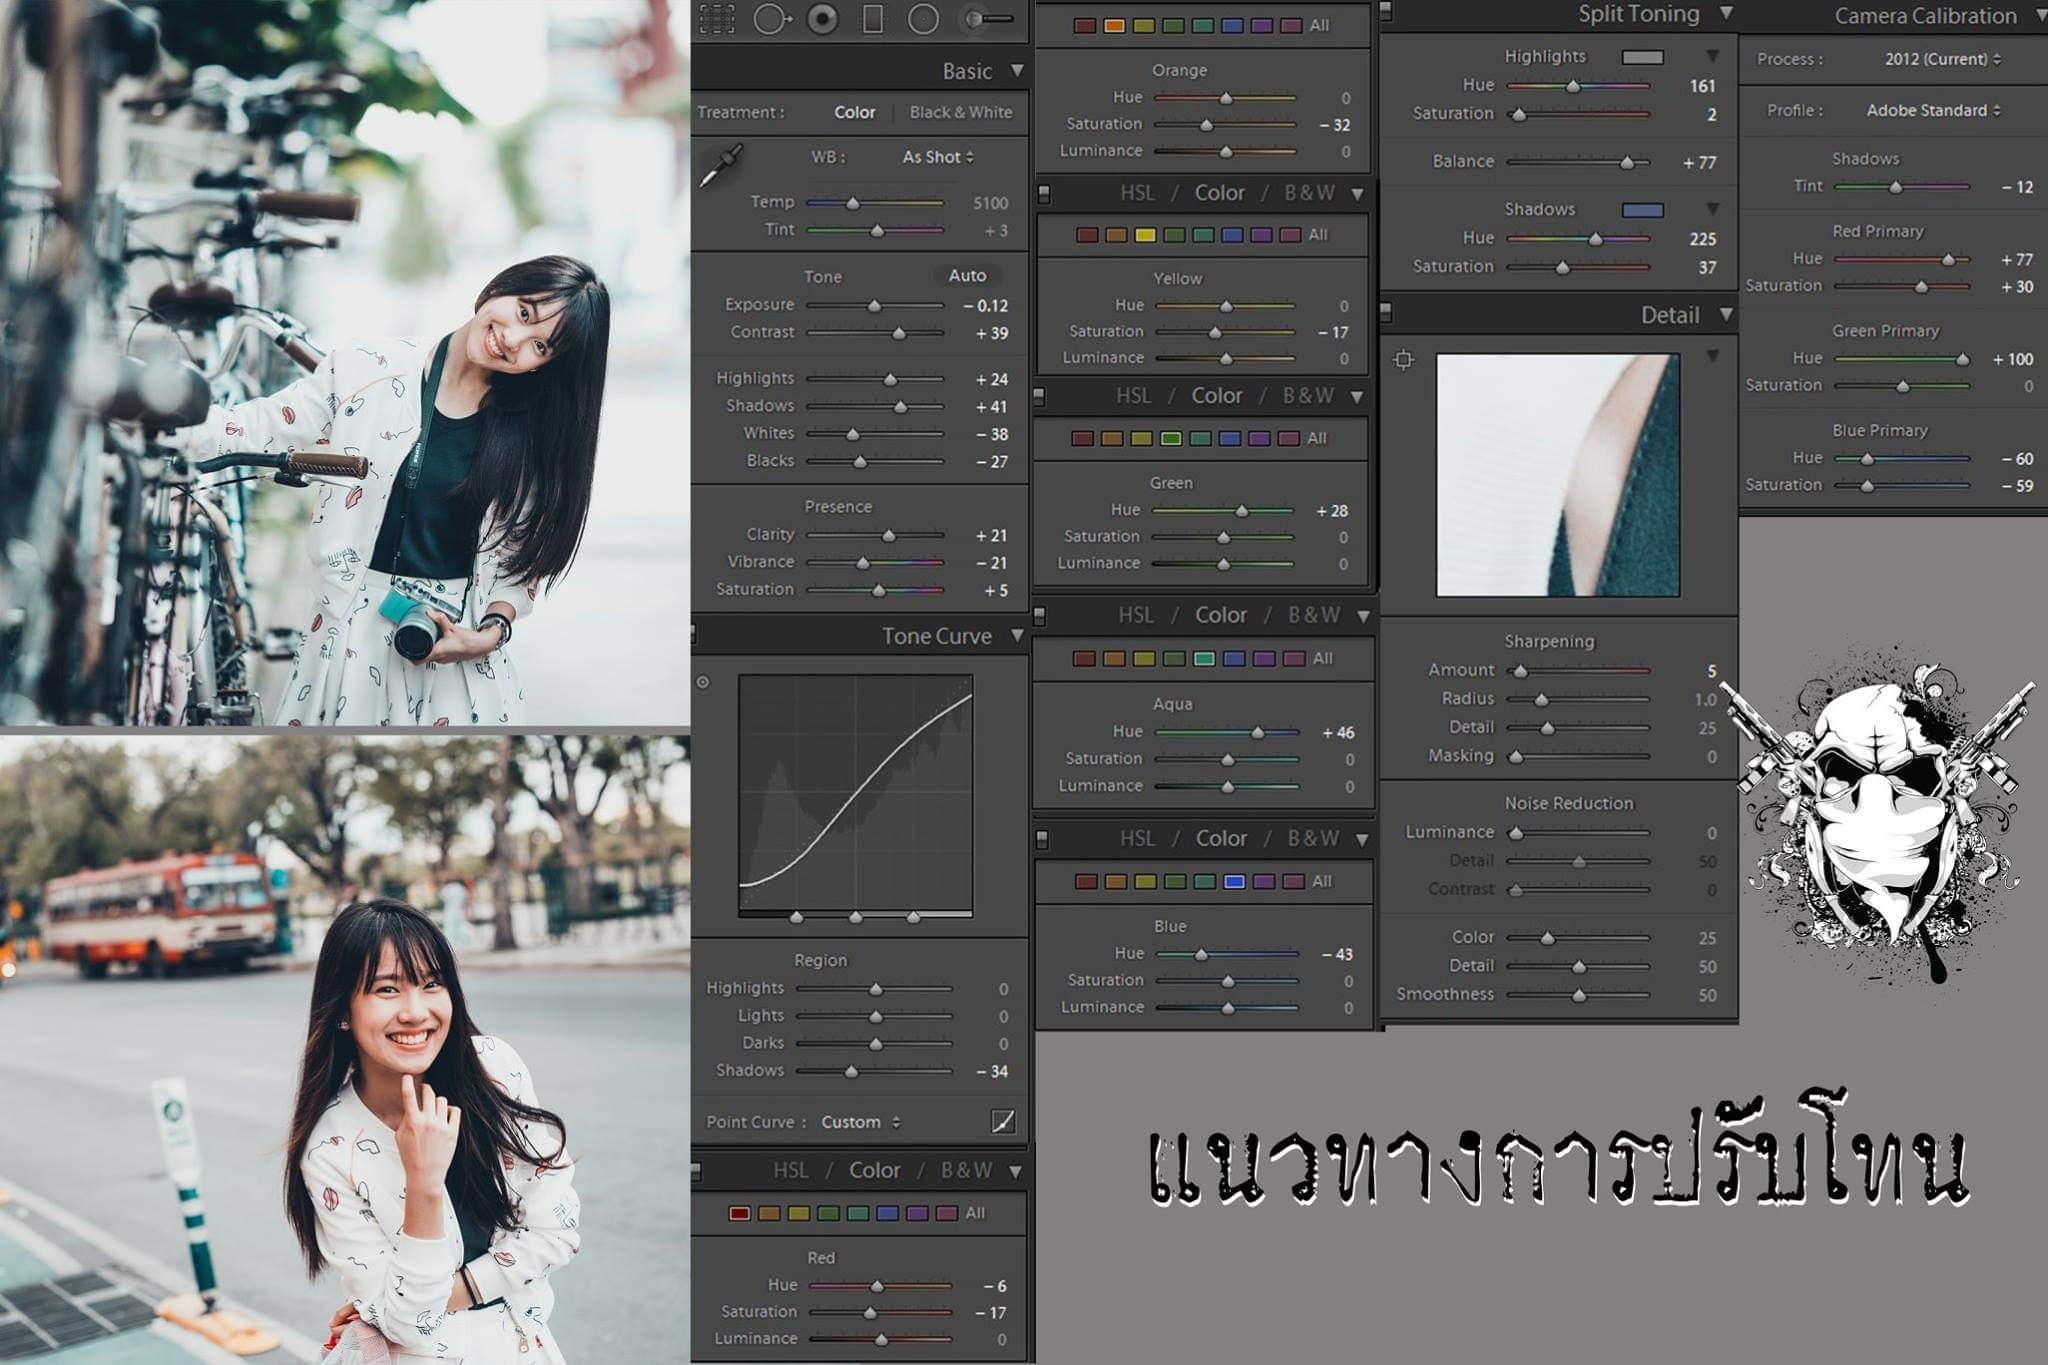 Basic ▼
Treatment : Color | Black & White
WB : As Shot
Temp 5100
Tint + 3
Tone Auto
Exposure – 0.12
Contrast + 39
Highlights + 24
Shadows + 41
Whites – 38
Blacks – 27
Presence
Clarity + 21
Vibrance – 21
Saturation + 5
Tone Curve ▼
Region
Highlights 0
Lights 0
Darks 0
Shadows – 34
Point Curve : Custom
HSL / Color / B & W ▼
All
Red
Hue – 6
Saturation – 17
Luminance 0
All
Orange
Hue 0
Saturation – 32
Luminance 0
HSL / Color / B & W ▼
All
Yellow
Hue 0
Saturation – 17
Luminance 0
HSL / Color / B & W ▼
All
Green
Hue + 28
Saturation 0
Luminance 0
HSL / Color / B & W ▼
All
Aqua
Hue + 46
Saturation 0
Luminance 0
HSL / Color / B & W ▼
All
Blue
Hue – 43
Saturation 0
Luminance 0
Split Toning ▼
Highlights
Hue 161
Saturation 2
Balance + 77
Shadows
Hue 225
Saturation 37
Detail ▼
Sharpening
Amount 5
Radius 1.0
Detail 25
Masking 0
Noise Reduction
Luminance 0
Detail 50
Contrast 0
Color 25
Detail 50
Smoothness 50
Camera Calibration ▼
Process : 2012 (Current)
Profile : Adobe Standard
Shadows
Tint – 12
Red Primary
Hue + 77
Saturation + 30
Green Primary
Hue + 100
Saturation 0
Blue Primary
Hue – 60
Saturation – 59
แนวทางการปรับโทน